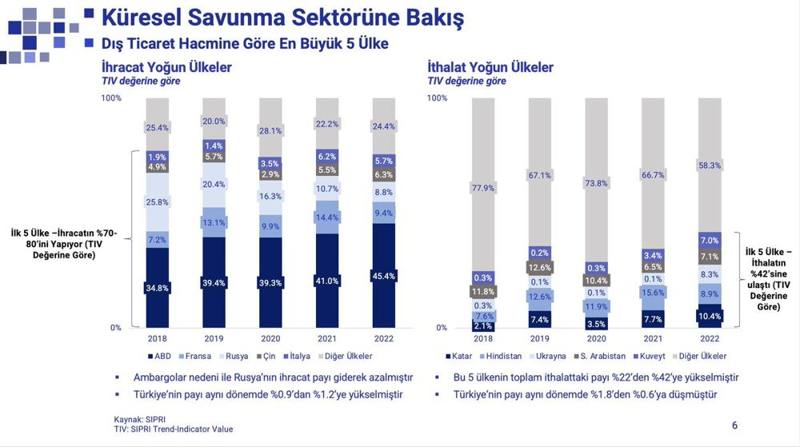 Küresel Savunma Sektörüne Bakış
Dış Ticaret Hacmine Göre En Büyük 5 Ülke
İhracat Yoğun Ülkeler
TIV değerine göre
100%
25.4%
20.0%
28.1%
22.2%
24.4%
1.9%
1.4%
3.5%
6.2%
5.7%
4.9%
5.7%
2.9%
5.5%
6.3%
25.8%
20.4%
16.3%
10.7%
8.8%
7.2%
13.1%
9.9%
14.4%
9.4%
34.8%
39.4%
39.3%
41.0%
45.4%
0%
2018 2019 2020 2021 2022
ABD Fransa Rusya Çin İtalya Diğer Ülkeler
İlk 5 Ülke –İhracatın %70-
80'ini Yapıyor (TIV
Değerine Göre)
Ambargolar nedeni ile Rusya'nın ihracat payı giderek azalmıştır
Türkiye'nin payı aynı dönemde %0.9'dan %1.2'ye yükselmiştir
İthalat Yoğun Ülkeler
TIV değerine göre
100%
77.9%
67.1%
73.8%
66.7%
58.3%
0.3%
0.2%
0.3%
3.4%
7.0%
11.8%
12.6%
10.4%
6.5%
7.1%
0.3%
0.1%
0.1%
0.1%
8.3%
7.6%
12.6%
11.9%
15.6%
8.9%
2.1%
7.4%
3.5%
7.7%
10.4%
0%
2018 2019 2020 2021 2022
Katar Hindistan Ukrayna S. Arabistan Kuveyt Diğer Ülkeler
İlk 5 Ülke –
İthalatın
%42'sine
ulaştı (TIV
Değerine
Göre)
Bu 5 ülkenin toplam ithalattaki payı %22'den %42'ye yükselmiştir
Türkiye'nin payı aynı dönemde %1.8'den %0.6'ya düşmüştür
Kaynak: SIPRI
TIV: SIPRI Trend-Indicator Value
6